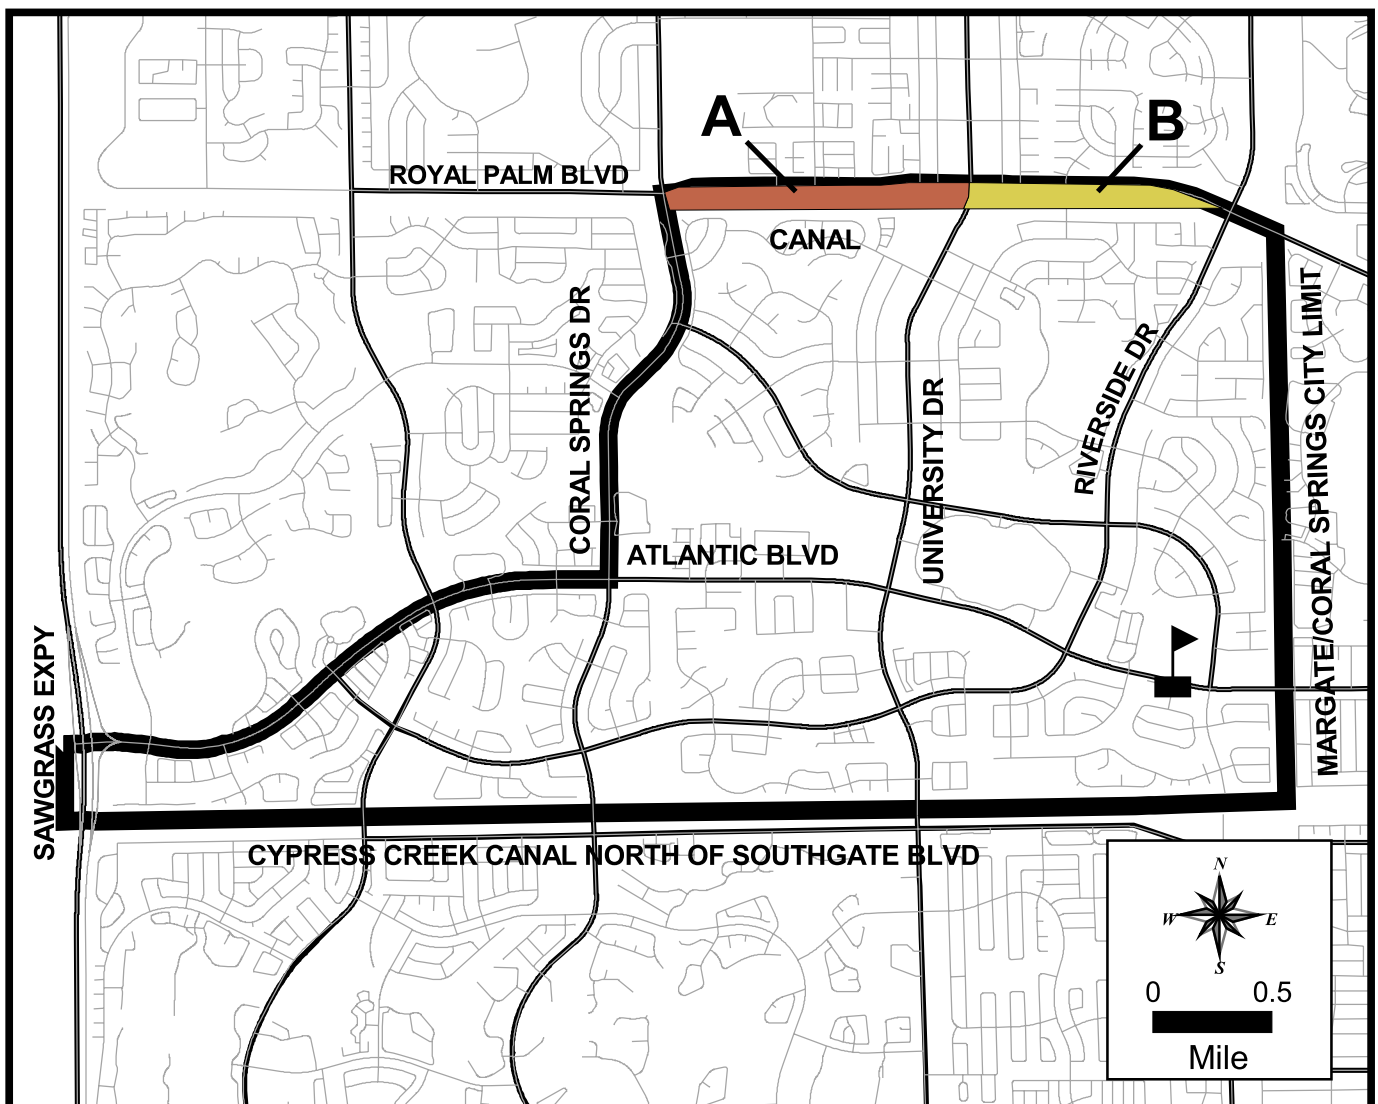 A
B
ROYAL PALM BLVD
CANAL
CORAL SPRINGS DR
UNIVERSITY DR
RIVERSIDE DR
MARGATE/CORAL SPRINGS CITY LIMIT
ATLANTIC BLVD
SAWGRASS EXPY
CYPRESS CREEK CANAL NORTH OF SOUTHGATE BLVD
N
W E
S
0 0.5
Mile